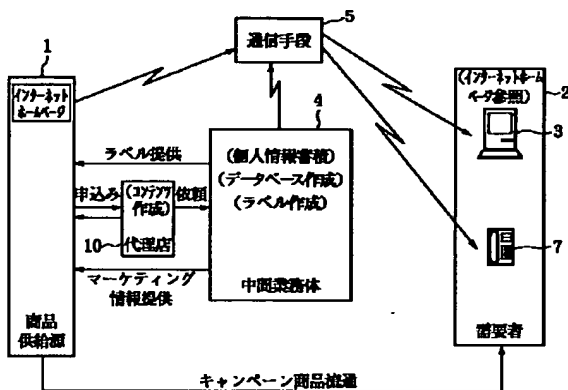 5
通信手段
1
インターネット
ホームページ
4
(インターネットホーム
ページ参照)
2
3
ラベル提供
(個人情報蓄積)
(データベース作成)
(ラベル作成)
申込み
(コンテンツ
作成)
依頼
10
代理店
7
マーケティング
情報提供
中間業務体
商品
供給源
需要者
キャンペーン商品流通